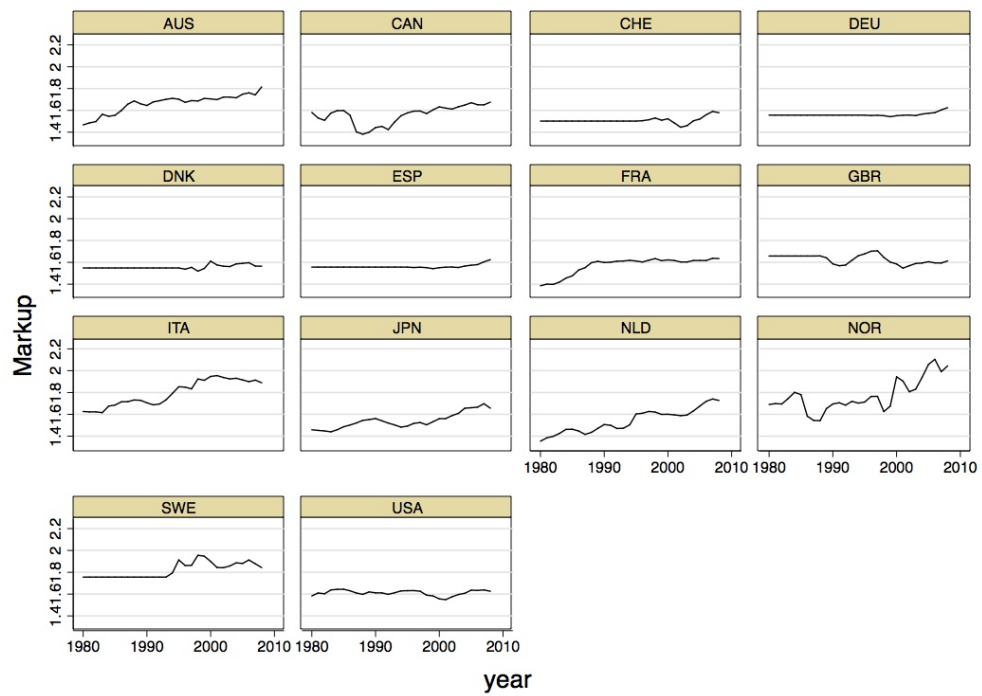 AUS CAN CHE DEU
1.4 1.6 1.8 2 2.2
DNK ESP FRA GBR
1.4 1.6 1.8 2 2.2
ITA JPN NLD NOR
1.4 1.6 1.8 2 2.2
1980 1990 2000 2010 1980 1990 2000 2010
SWE USA
1.4 1.6 1.8 2 2.2
1980 1990 2000 2010 1980 1990 2000 2010
Markup
year